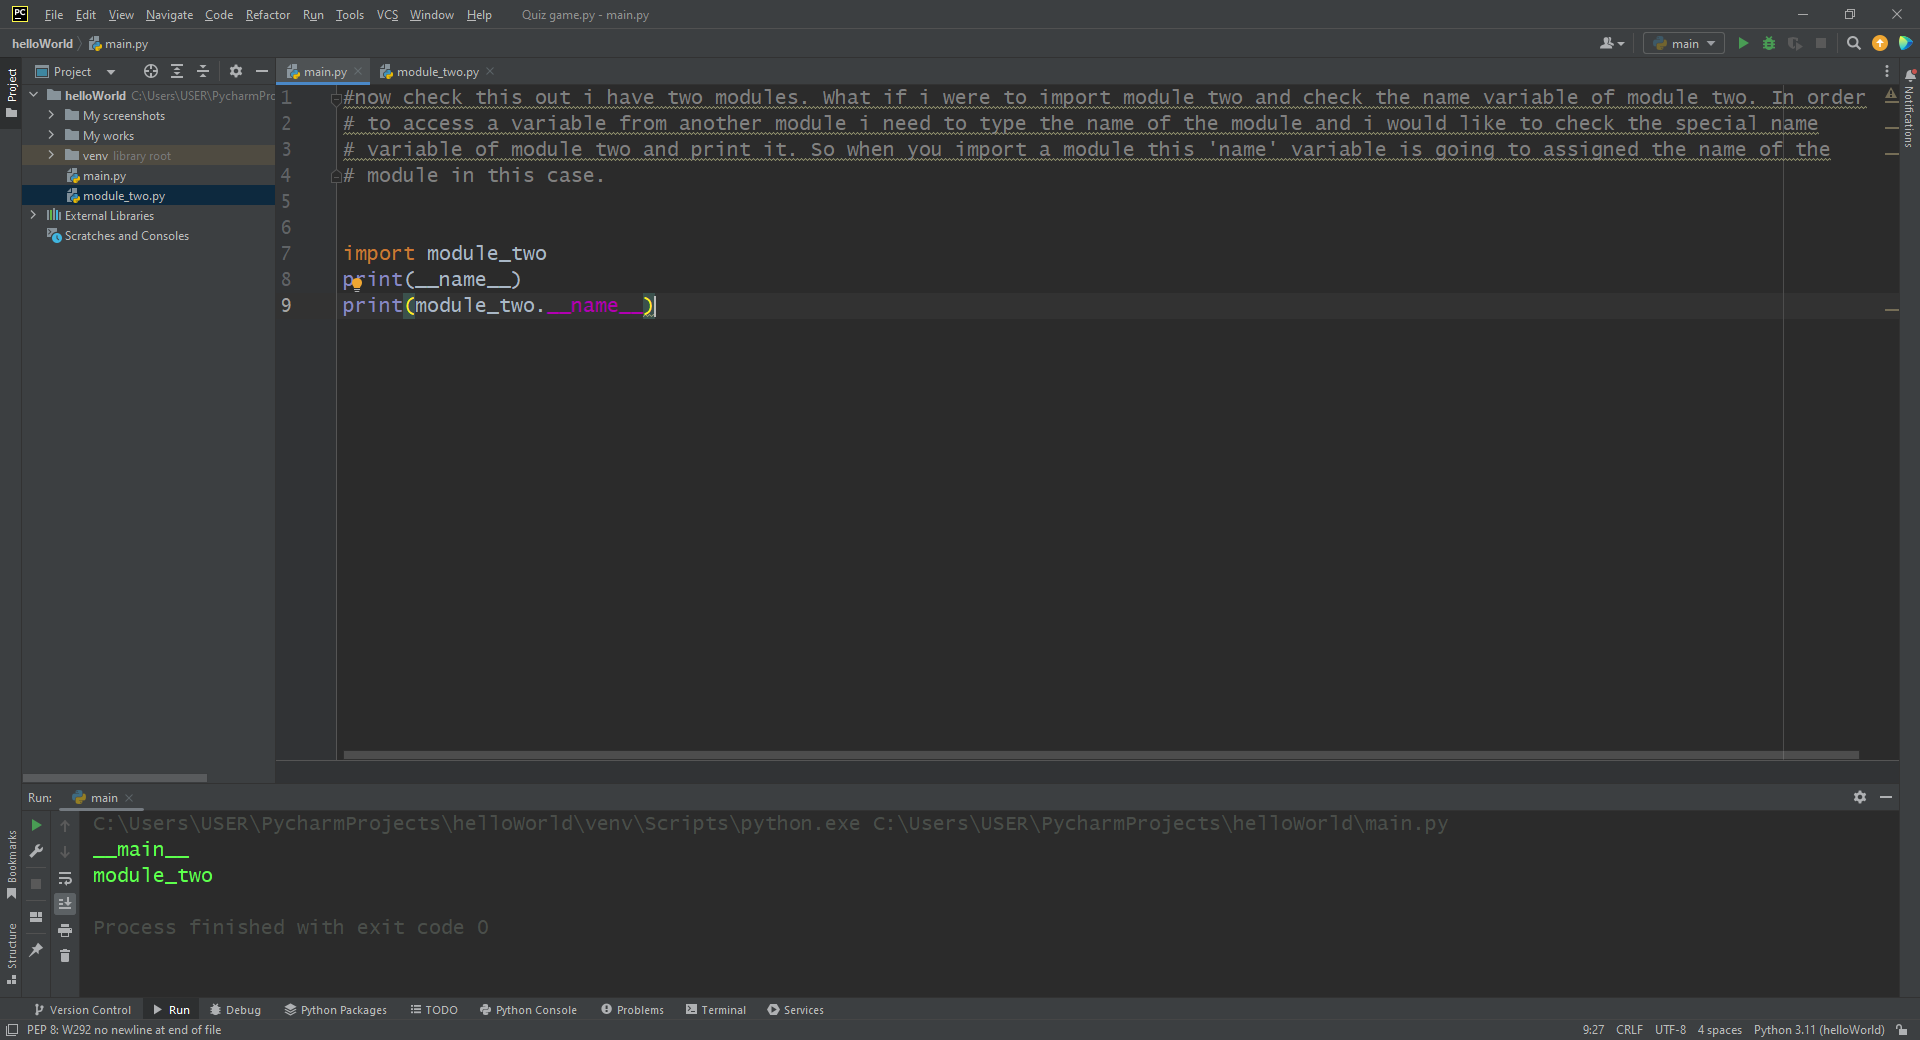 PC File Edit View Navigate Code Refactor Run Tools VCS Window Help Quiz game.py - main.py
helloWorld main.py main
Project main.py module_two.py
Project
Notifications
helloWorld C:\Users\USER\PycharmPro
My screenshots
My works
venv library root
main.py
module_two.py
External Libraries
Scratches and Consoles
1 #now check this out i have two modules. What if i were to import module two and check the name variable of module two. In order
2 # to access a variable from another module i need to type the name of the module and i would like to check the special name
3 # variable of module two and print it. So when you import a module this 'name' variable is going to assigned the name of the
4 # module in this case.
5
6
7 import module_two
8 print(__name__)
9 print(module_two.__name__)
Run: main
C:\Users\USER\PycharmProjects\helloWorld\venv\Scripts\python.exe C:\Users\USER\PycharmProjects\helloWorld\main.py
__main__
module_two
Process finished with exit code 0
Bookmarks
Structure
Version Control Run Debug Python Packages TODO Python Console Problems Terminal Services
PEP 8: W292 no newline at end of file 9:27 CRLF UTF-8 4 spaces Python 3.11 (helloWorld)